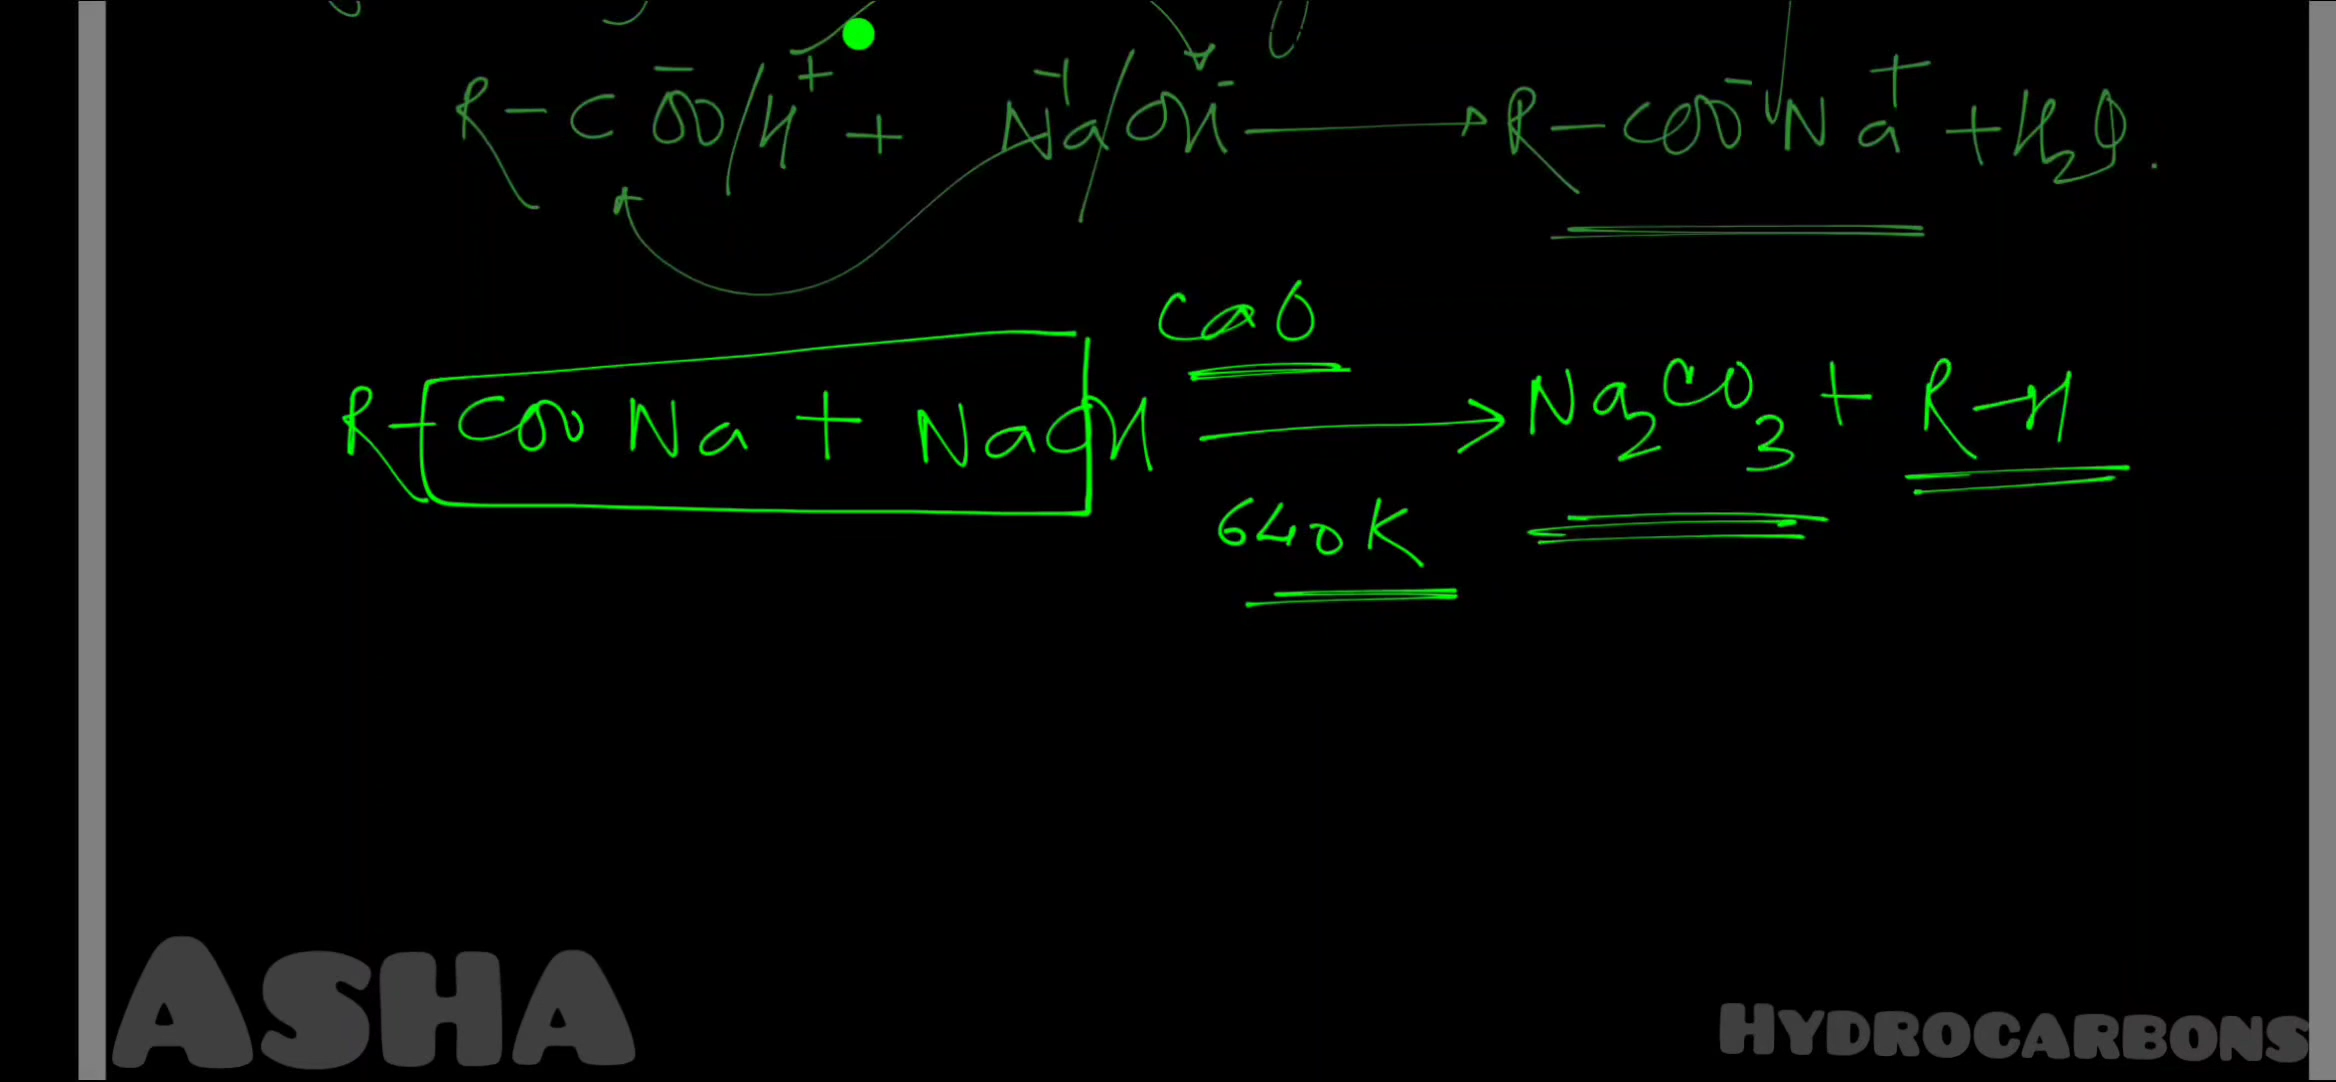 R-COO⁻/H⁺ + Na⁺/OH⁻ → R-COO⁻Na⁺ + H₂O.
CaO
R-COONa + NaOH → Na₂CO₃ + R-H
640K
ASHA
HYDROCARBONS